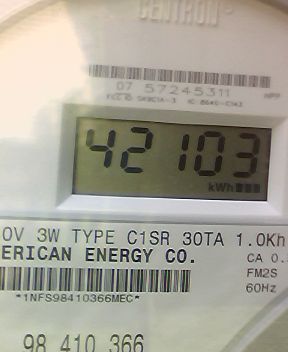 CENTRON
07 57245311
42103
kWh
0V 3W TYPE C1SR 30TA 1.0Kh
ERICAN ENERGY CO.
CA 0.
FM2S
*1NFS98410366MEC*
60Hz
98 410 366